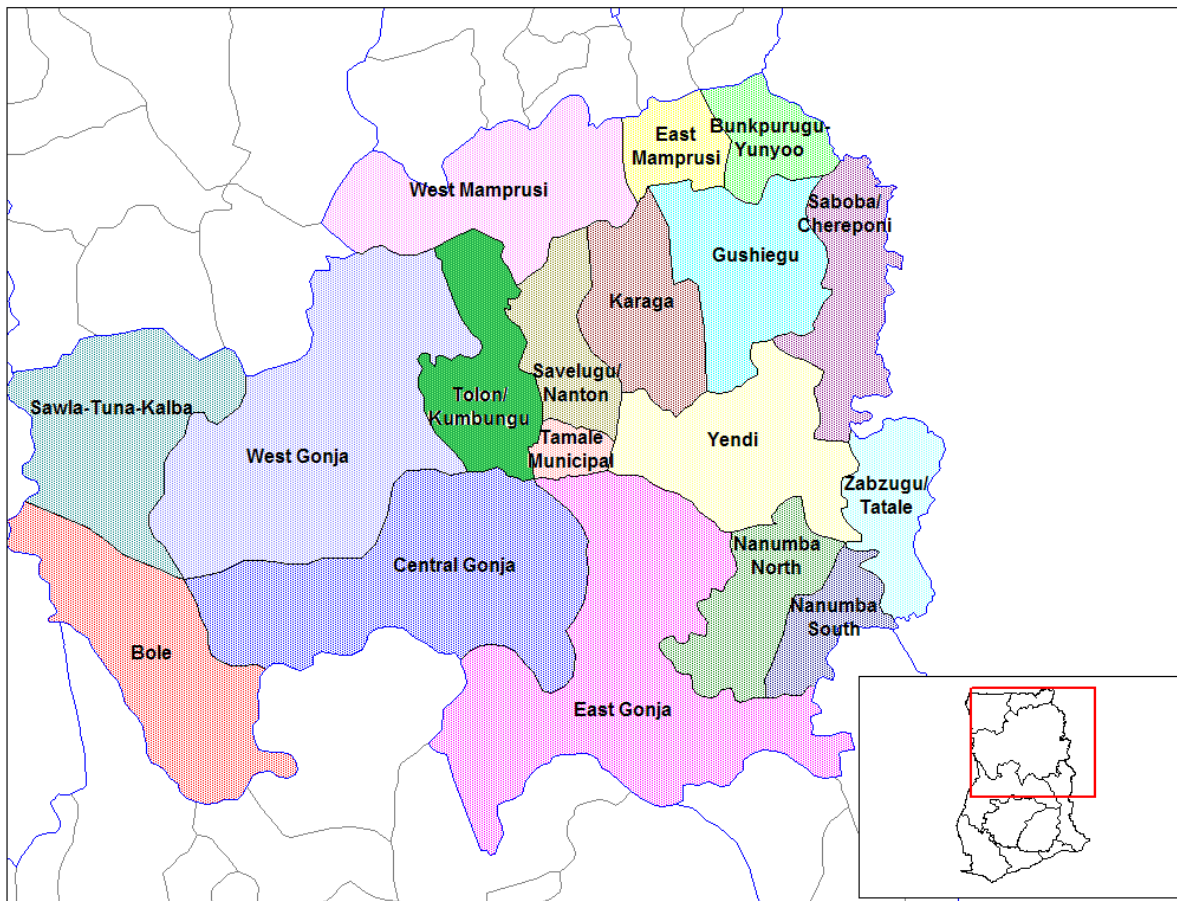 East
Mamprusi
Bunkpurugu-
Yunyoo
West Mamprusi
Saboba/
Chereponi
Gushiegu
Karaga
Savelugu/
Nanton
Tolon/
Kumbungu
Sawla-Tuna-Kalba
West Gonja
Tamale
Municipal
Yendi
Zabzugu/
Tatale
Central Gonja
Nanumba
North
Nanumba
South
Bole
East Gonja